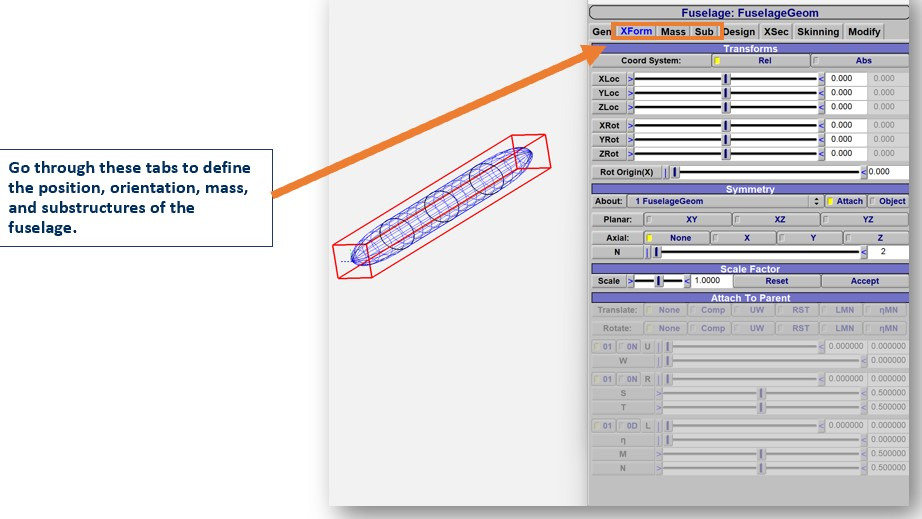 Fuselage: FuselageGeom
Gen XForm Mass Sub Design XSec Skinning Modify
Transforms
Coord System: Rel Abs
XLoc > < 0.000 0.000
YLoc > < 0.000 0.000
ZLoc > < 0.000 0.000
XRot > < 0.000 0.000
YRot > < 0.000 0.000
ZRot > < 0.000 0.000
Rot Origin(X) | < 0.000
Symmetry
About: 1 FuselageGeom Attach Object
Planar: XY XZ YZ
Axial: None X Y Z
N | < 2
Scale Factor
Scale > < 1.0000 Reset Accept
Attach To Parent
Translate: None Comp UW RST LMN ηMN
Rotate: None Comp UW RST LMN ηMN
01 0N U | < 0.000000 0.000000
W | < 0.000000
01 0N R | < 0.000000 0.000000
S > < 0.500000
T > < 0.500000
01 0D L | < 0.000000 0.000000
η | < 0.000000
M > < 0.500000
N > < 0.500000
Go through these tabs to define
the position, orientation, mass,
and substructures of the
fuselage.